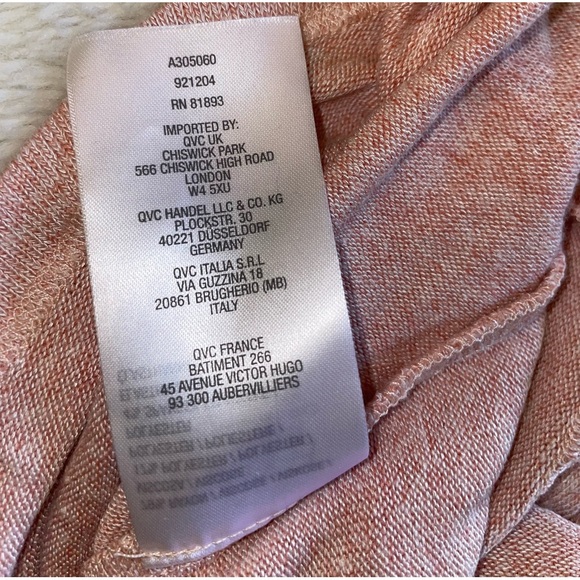 A305060
921204
RN 81893
IMPORTED BY:
QVC UK
CHISWICK PARK
566 CHISWICK HIGH ROAD
LONDON
W4 5XU
QVC HANDEL LLC & CO. KG
PLOCKSTR. 30
40221 DÜSSELDORF
GERMANY
QVC ITALIA S.R.L
VIA GUZZINA 18
20861 BRUGHERIO (MB)
ITALY
QVC FRANCE
BATIMENT 266
45 AVENUE VICTOR HUGO
93 300 AUBERVILLIERS